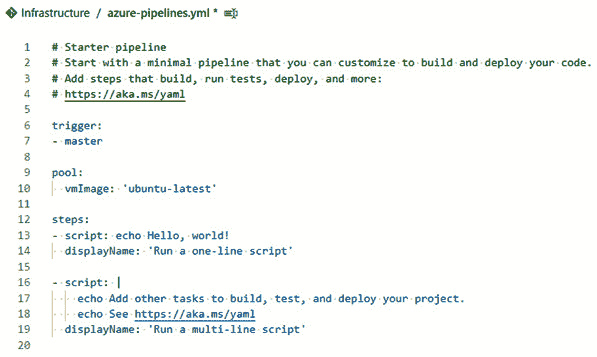 Infrastructure / azure-pipelines.yml *
1 # Starter pipeline
2 # Start with a minimal pipeline that you can customize to build and deploy your code.
3 # Add steps that build, run tests, deploy, and more:
4 # https://aka.ms/yaml
5
6 trigger:
7 - master
8
9 pool:
10   vmImage: 'ubuntu-latest'
11
12 steps:
13 - script: echo Hello, world!
14   displayName: 'Run a one-line script'
15
16 - script: |
17     echo Add other tasks to build, test, and deploy your project.
18     echo See https://aka.ms/yaml
19   displayName: 'Run a multi-line script'
20